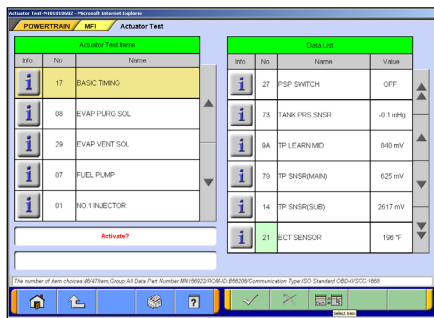 Actuator Test-MH01010602 - Microsoft Internet Explorer
POWERTRAIN MFI Actuator Test
Actuator Test Items
Info. No. Name
17 BASIC TIMING
08 EVAP PURG SOL
29 EVAP VENT SOL
07 FUEL PUMP
01 NO.1 INJECTOR
Activate?
Data List
Info. No. Name Value
27 PSP SWITCH OFF
73 TANK PRS.SNSR -0.1 inHg
9A TP LEARN MID 840 mV
79 TP SNSR(MAIN) 625 mV
14 TP SNSR(SUB) 2617 mV
21 ECT SENSOR 196 °F
The number of item choices:46/47Item,Group:All Data Part Number:MN156922/ROM-ID:B66206/Communication Type:ISO Standard OBD-II/SCC:1668
?
Select Item